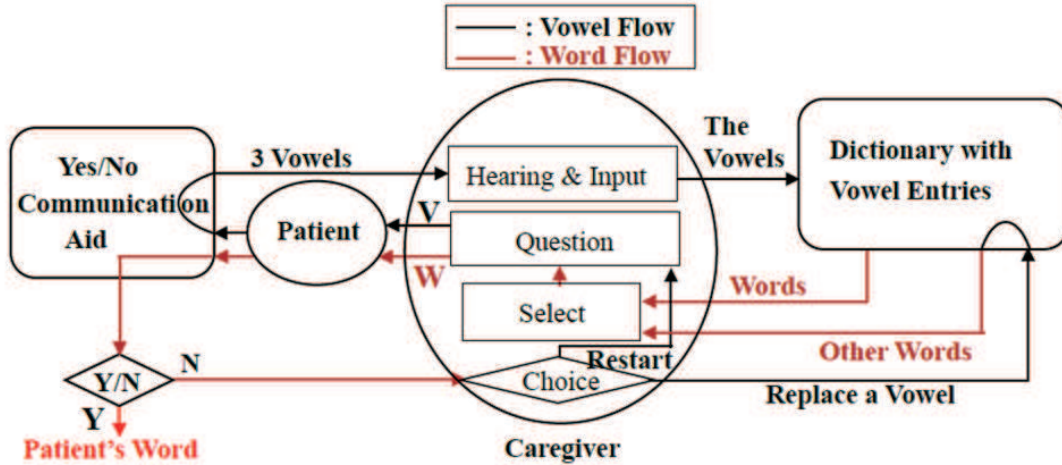 : Vowel Flow
: Word Flow
Yes/No
Communication
Aid
3 Vowels
Patient
V
W
Hearing & Input
Question
Select
Choice
Restart
Caregiver
The
Vowels
Dictionary with
Vowel Entries
Words
Other Words
Replace a Vowel
Y/N
N
Y
Patient's Word